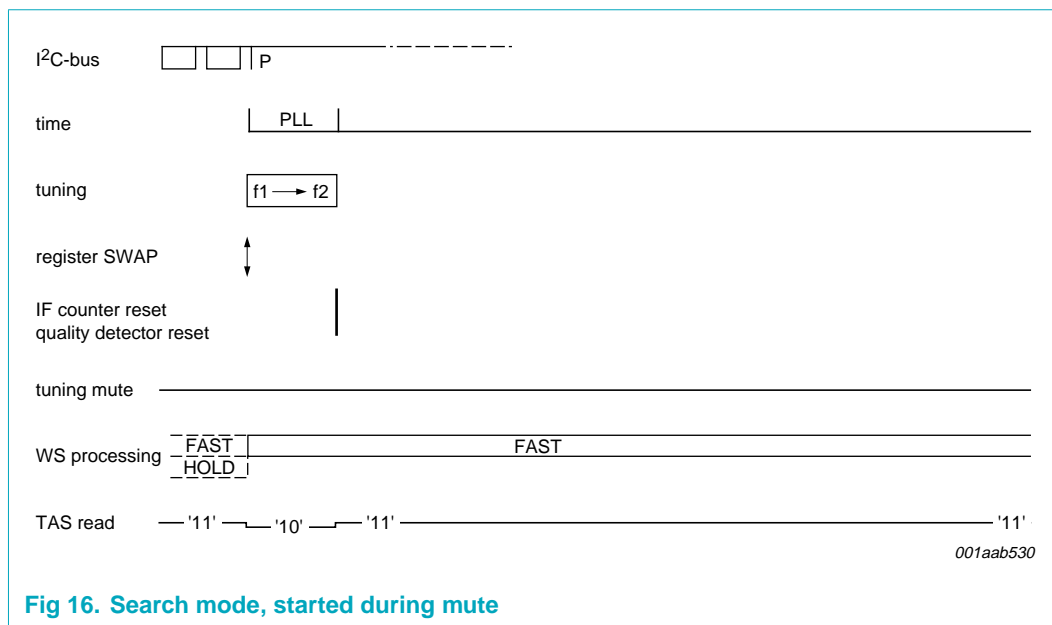 I2C-bus P
time PLL
tuning f1 f2
register SWAP
IF counter reset
quality detector reset
tuning mute
FAST FAST
WS processing
HOLD
TAS read '11' '10' '11' '11'
001aab530
Fig 16. Search mode, started during mute